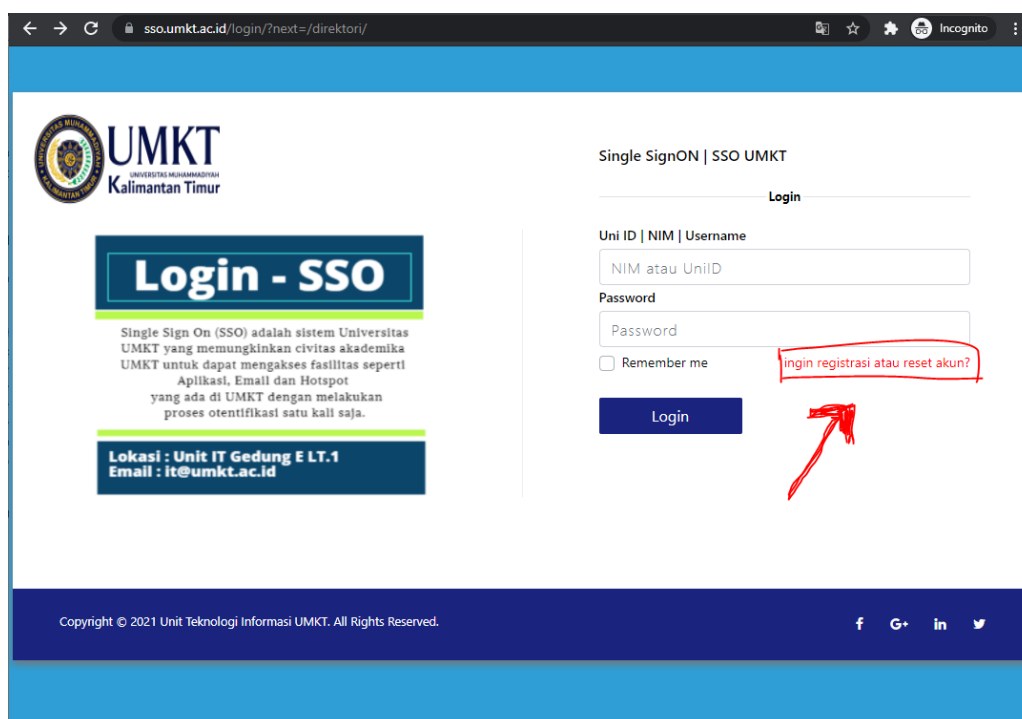 sso.umkt.ac.id/login/?next=/direktori/
Incognito
UNIVERSITAS MUHAMMADIYAH
KALIMANTAN TIMUR
UMKT
UNIVERSITAS MUHAMMADIYAH
Kalimantan Timur
Login - SSO
Single Sign On (SSO) adalah sistem Universitas
UMKT yang memungkinkan civitas akademika
UMKT untuk dapat mengakses fasilitas seperti
Aplikasi, Email dan Hotspot
yang ada di UMKT dengan melakukan
proses otentifikasi satu kali saja.
Lokasi : Unit IT Gedung E LT.1
Email : it@umkt.ac.id
Single SignON | SSO UMKT
Login
Uni ID | NIM | Username
NIM atau UniID
Password
Password
Remember me
ingin registrasi atau reset akun?
Login
Copyright © 2021 Unit Teknologi Informasi UMKT. All Rights Reserved.